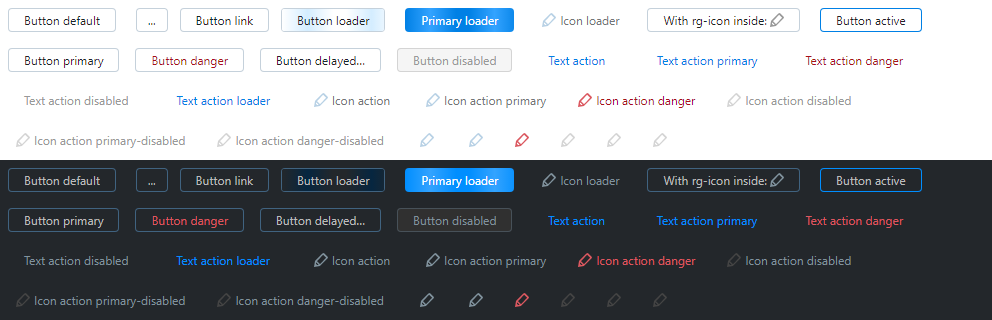 Button default ... Button link Button loader Primary loader Icon loader With rg-icon inside: Button active
Button primary Button danger Button delayed... Button disabled Text action Text action primary Text action danger
Text action disabled Text action loader Icon action Icon action primary Icon action danger Icon action disabled
Icon action primary-disabled Icon action danger-disabled
Button default ... Button link Button loader Primary loader Icon loader With rg-icon inside: Button active
Button primary Button danger Button delayed... Button disabled Text action Text action primary Text action danger
Text action disabled Text action loader Icon action Icon action primary Icon action danger Icon action disabled
Icon action primary-disabled Icon action danger-disabled